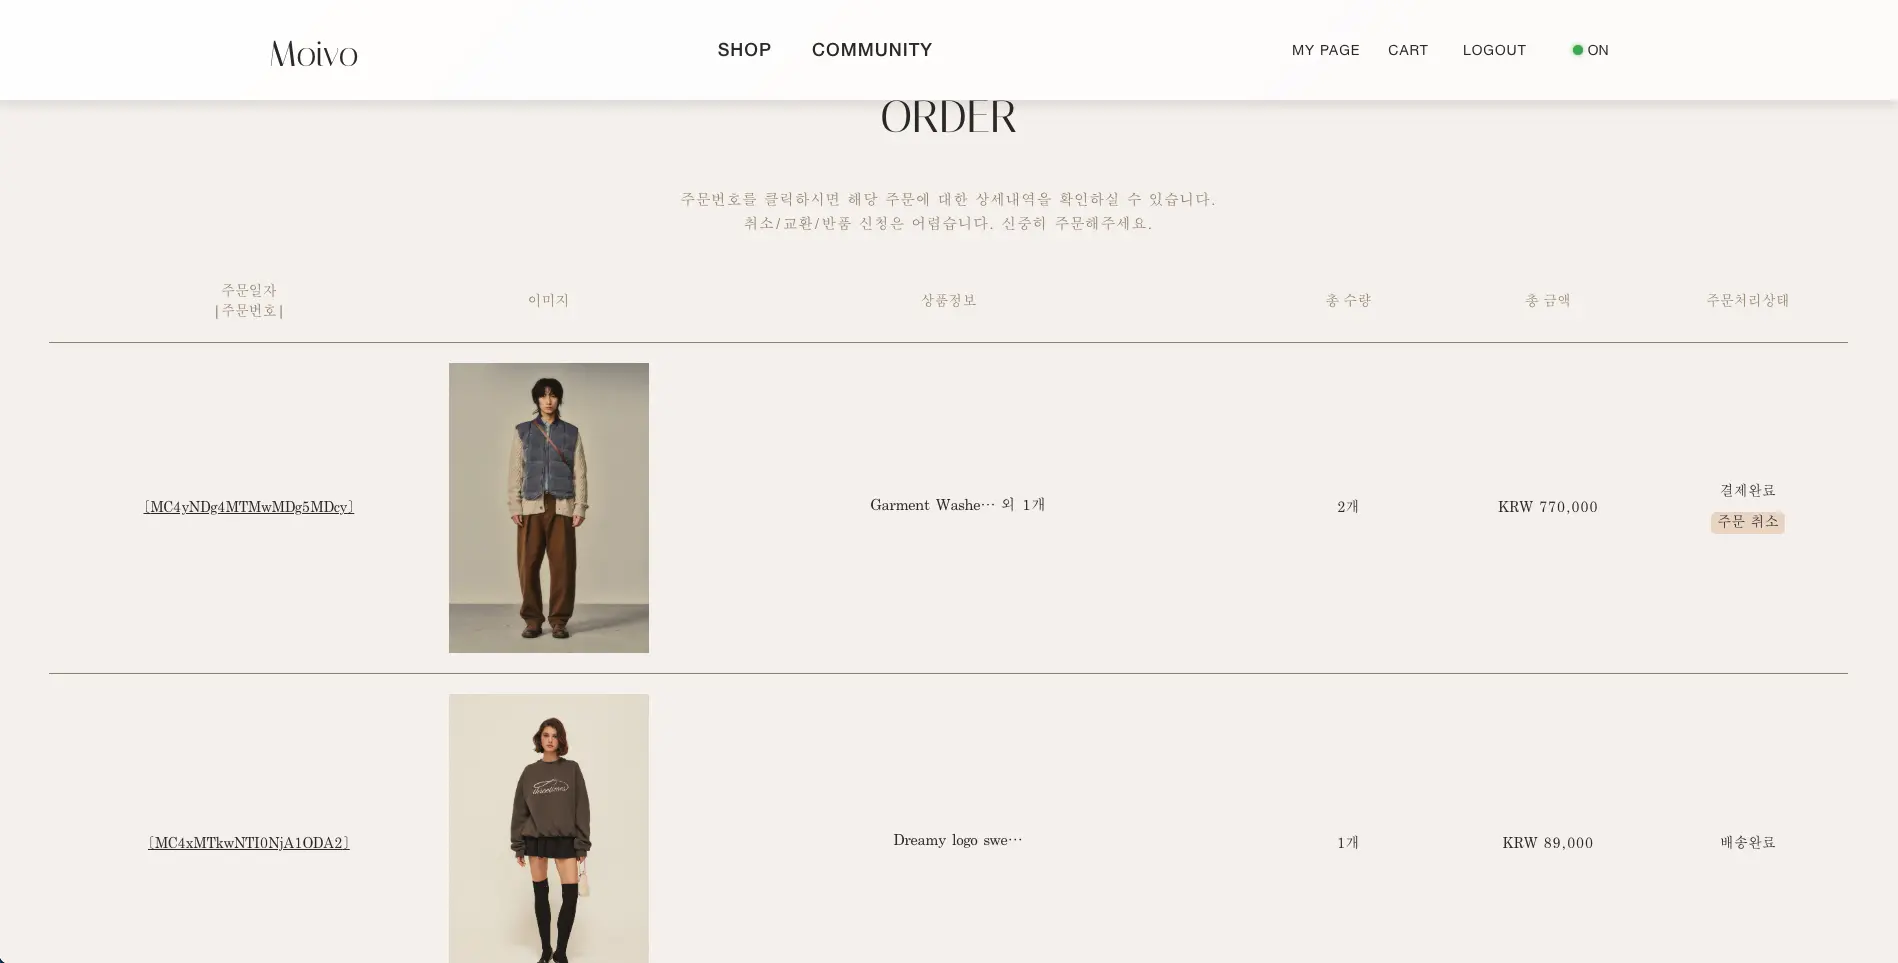 Moivo
SHOP
COMMUNITY
MY PAGE
CART
LOGOUT
ON
ORDER
주문번호를 클릭하시면 해당 주문에 대한 상세내역을 확인하실 수 있습니다.
취소/교환/반품 신청은 어렵습니다. 신중히 주문해주세요.
주문일자
|주문번호|
이미지
상품정보
총 수량
총 금액
주문처리상태
[MC4yNDg4MTMwMDg5MDcy]
Garment Washe… 외 1개
2개
KRW 770,000
결제완료
주문 취소
[MC4xMTkwNTI0NjA1ODA2]
Dreamy logo swe…
1개
KRW 89,000
배송완료